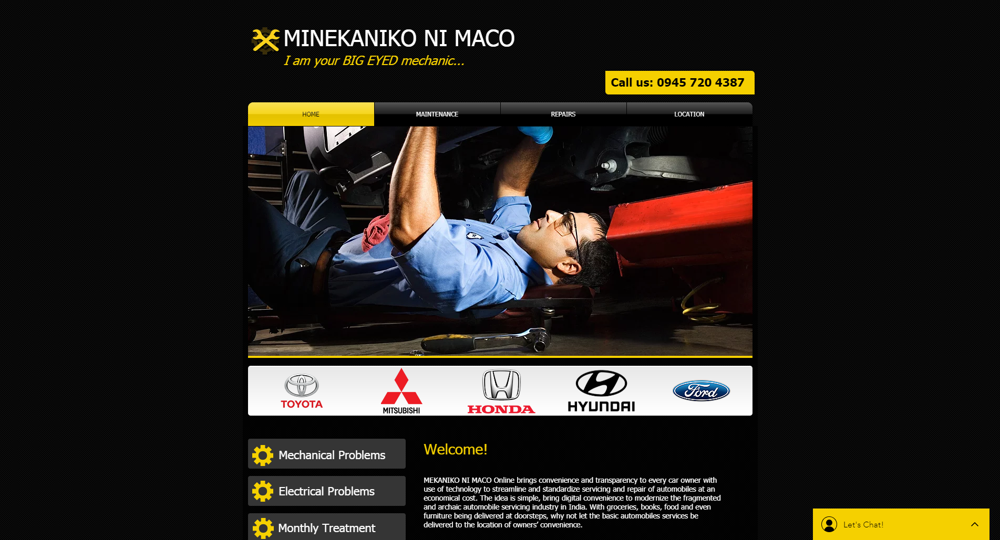 MINEKANIKO NI MACO
I am your BIG EYED mechanic...
Call us: 0945 720 4387
HOME
MAINTENANCE
REPAIRS
LOCATION
TOYOTA
MITSUBISHI
HONDA
HYUNDAI
Ford
Mechanical Problems
Electrical Problems
Monthly Treatment
Welcome!
MEKANIKO NI MACO Online brings convenience and transparency to every car owner with
use of technology to streamline and standardize servicing and repair of automobiles at an
economical cost. The idea is simple, bring digital convenience to modernize the fragmented
and archaic automobile servicing industry in India. With groceries, books, food and even
furniture being delivered at doorsteps, why not let the basic automobiles services be
delivered to the location of owners’ convenience.
Let's Chat!